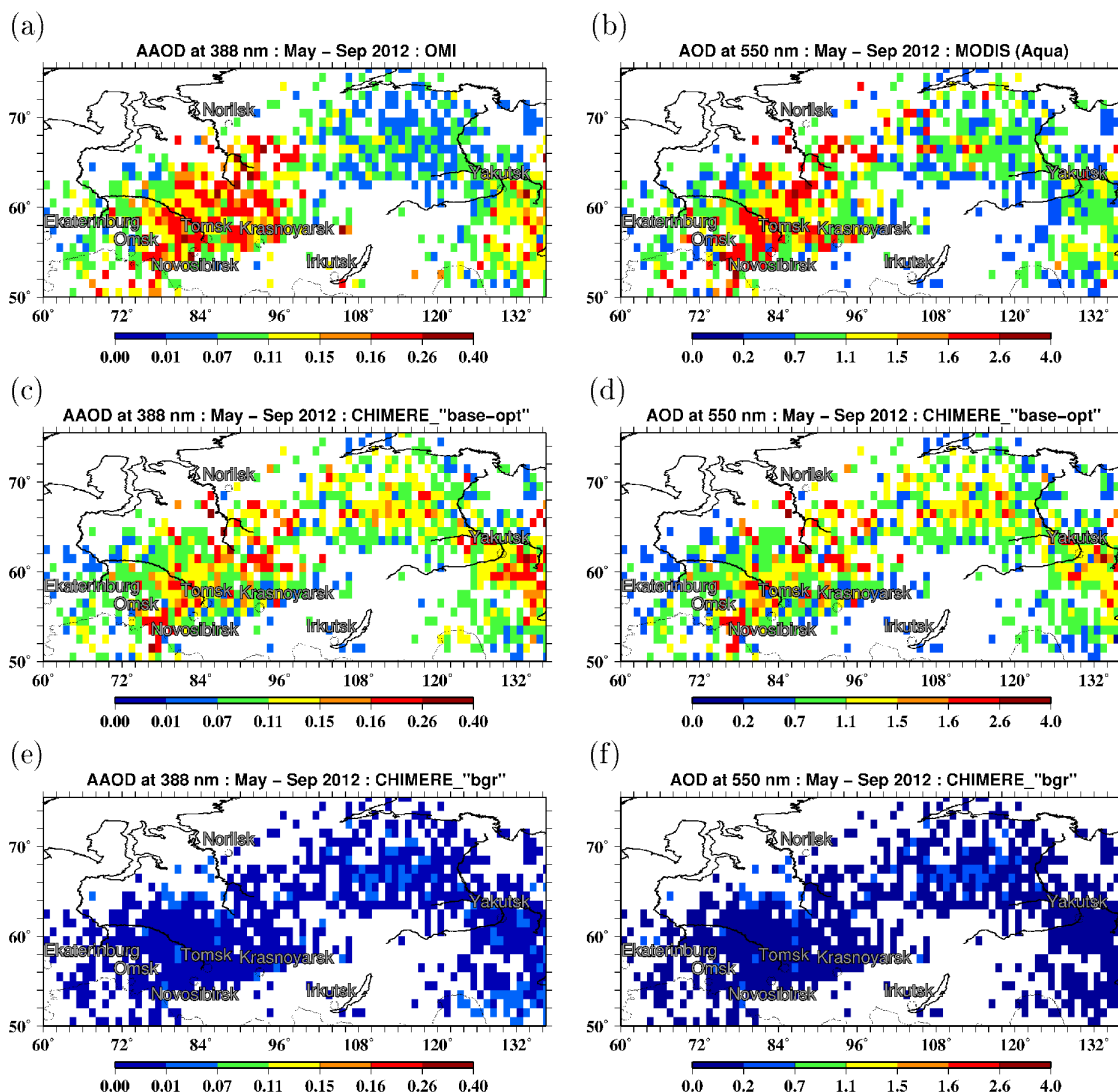 (a)
AAOD at 388 nm : May – Sep 2012 : OMI
70°
60°
50°
Norilsk
Yakutsk
Ekaterinburg
Tomsk
Krasnoyarsk
Omsk
Novosibirsk
Irkutsk
60° 72° 84° 96° 108° 120° 132°
0.00 0.01 0.07 0.11 0.15 0.16 0.26 0.40
(b)
AOD at 550 nm : May – Sep 2012 : MODIS (Aqua)
70°
60°
50°
Norilsk
Yakutsk
Ekaterinburg
Tomsk
Krasnoyarsk
Omsk
Novosibirsk
Irkutsk
60° 72° 84° 96° 108° 120° 132°
0.0 0.2 0.7 1.1 1.5 1.6 2.6 4.0
(c)
AAOD at 388 nm : May – Sep 2012 : CHIMERE_"base–opt"
70°
60°
50°
Norilsk
Yakutsk
Ekaterinburg
Tomsk
Krasnoyarsk
Omsk
Novosibirsk
Irkutsk
60° 72° 84° 96° 108° 120° 132°
0.00 0.01 0.07 0.11 0.15 0.16 0.26 0.40
(d)
AOD at 550 nm : May – Sep 2012 : CHIMERE_"base–opt"
70°
60°
50°
Norilsk
Yakutsk
Ekaterinburg
Tomsk
Krasnoyarsk
Omsk
Novosibirsk
Irkutsk
60° 72° 84° 96° 108° 120° 132°
0.0 0.2 0.7 1.1 1.5 1.6 2.6 4.0
(e)
AAOD at 388 nm : May – Sep 2012 : CHIMERE_"bgr"
70°
60°
50°
Norilsk
Yakutsk
Ekaterinburg
Tomsk
Krasnoyarsk
Omsk
Novosibirsk
Irkutsk
60° 72° 84° 96° 108° 120° 132°
0.00 0.01 0.07 0.11 0.15 0.16 0.26 0.40
(f)
AOD at 550 nm : May – Sep 2012 : CHIMERE_"bgr"
70°
60°
50°
Norilsk
Yakutsk
Ekaterinburg
Tomsk
Krasnoyarsk
Omsk
Novosibirsk
Irkutsk
60° 72° 84° 96° 108° 120° 132°
0.0 0.2 0.7 1.1 1.5 1.6 2.6 4.0